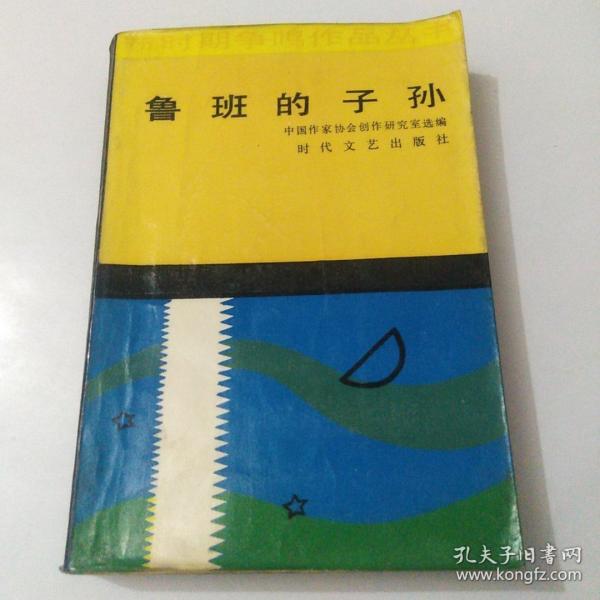 新时期争鸣作品丛书
鲁班的子孙
中国作家协会创作研究室选编
时代文艺出版社
孔夫子旧书网
www.kongfz.com